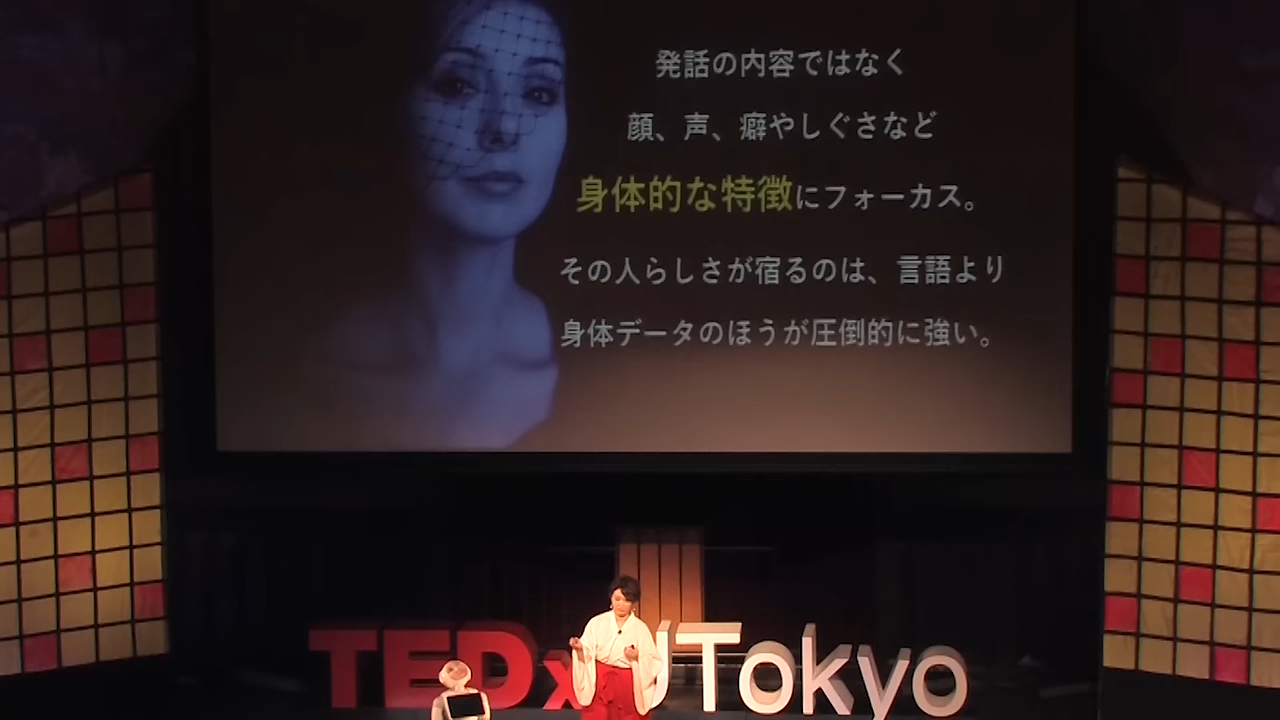 発話の内容ではなく
顔、声、癖やしぐさなど
身体的な特徴にフォーカス。
その人らしさが宿るのは、言語より
身体データのほうが圧倒的に強い。
TEDxUTokyo